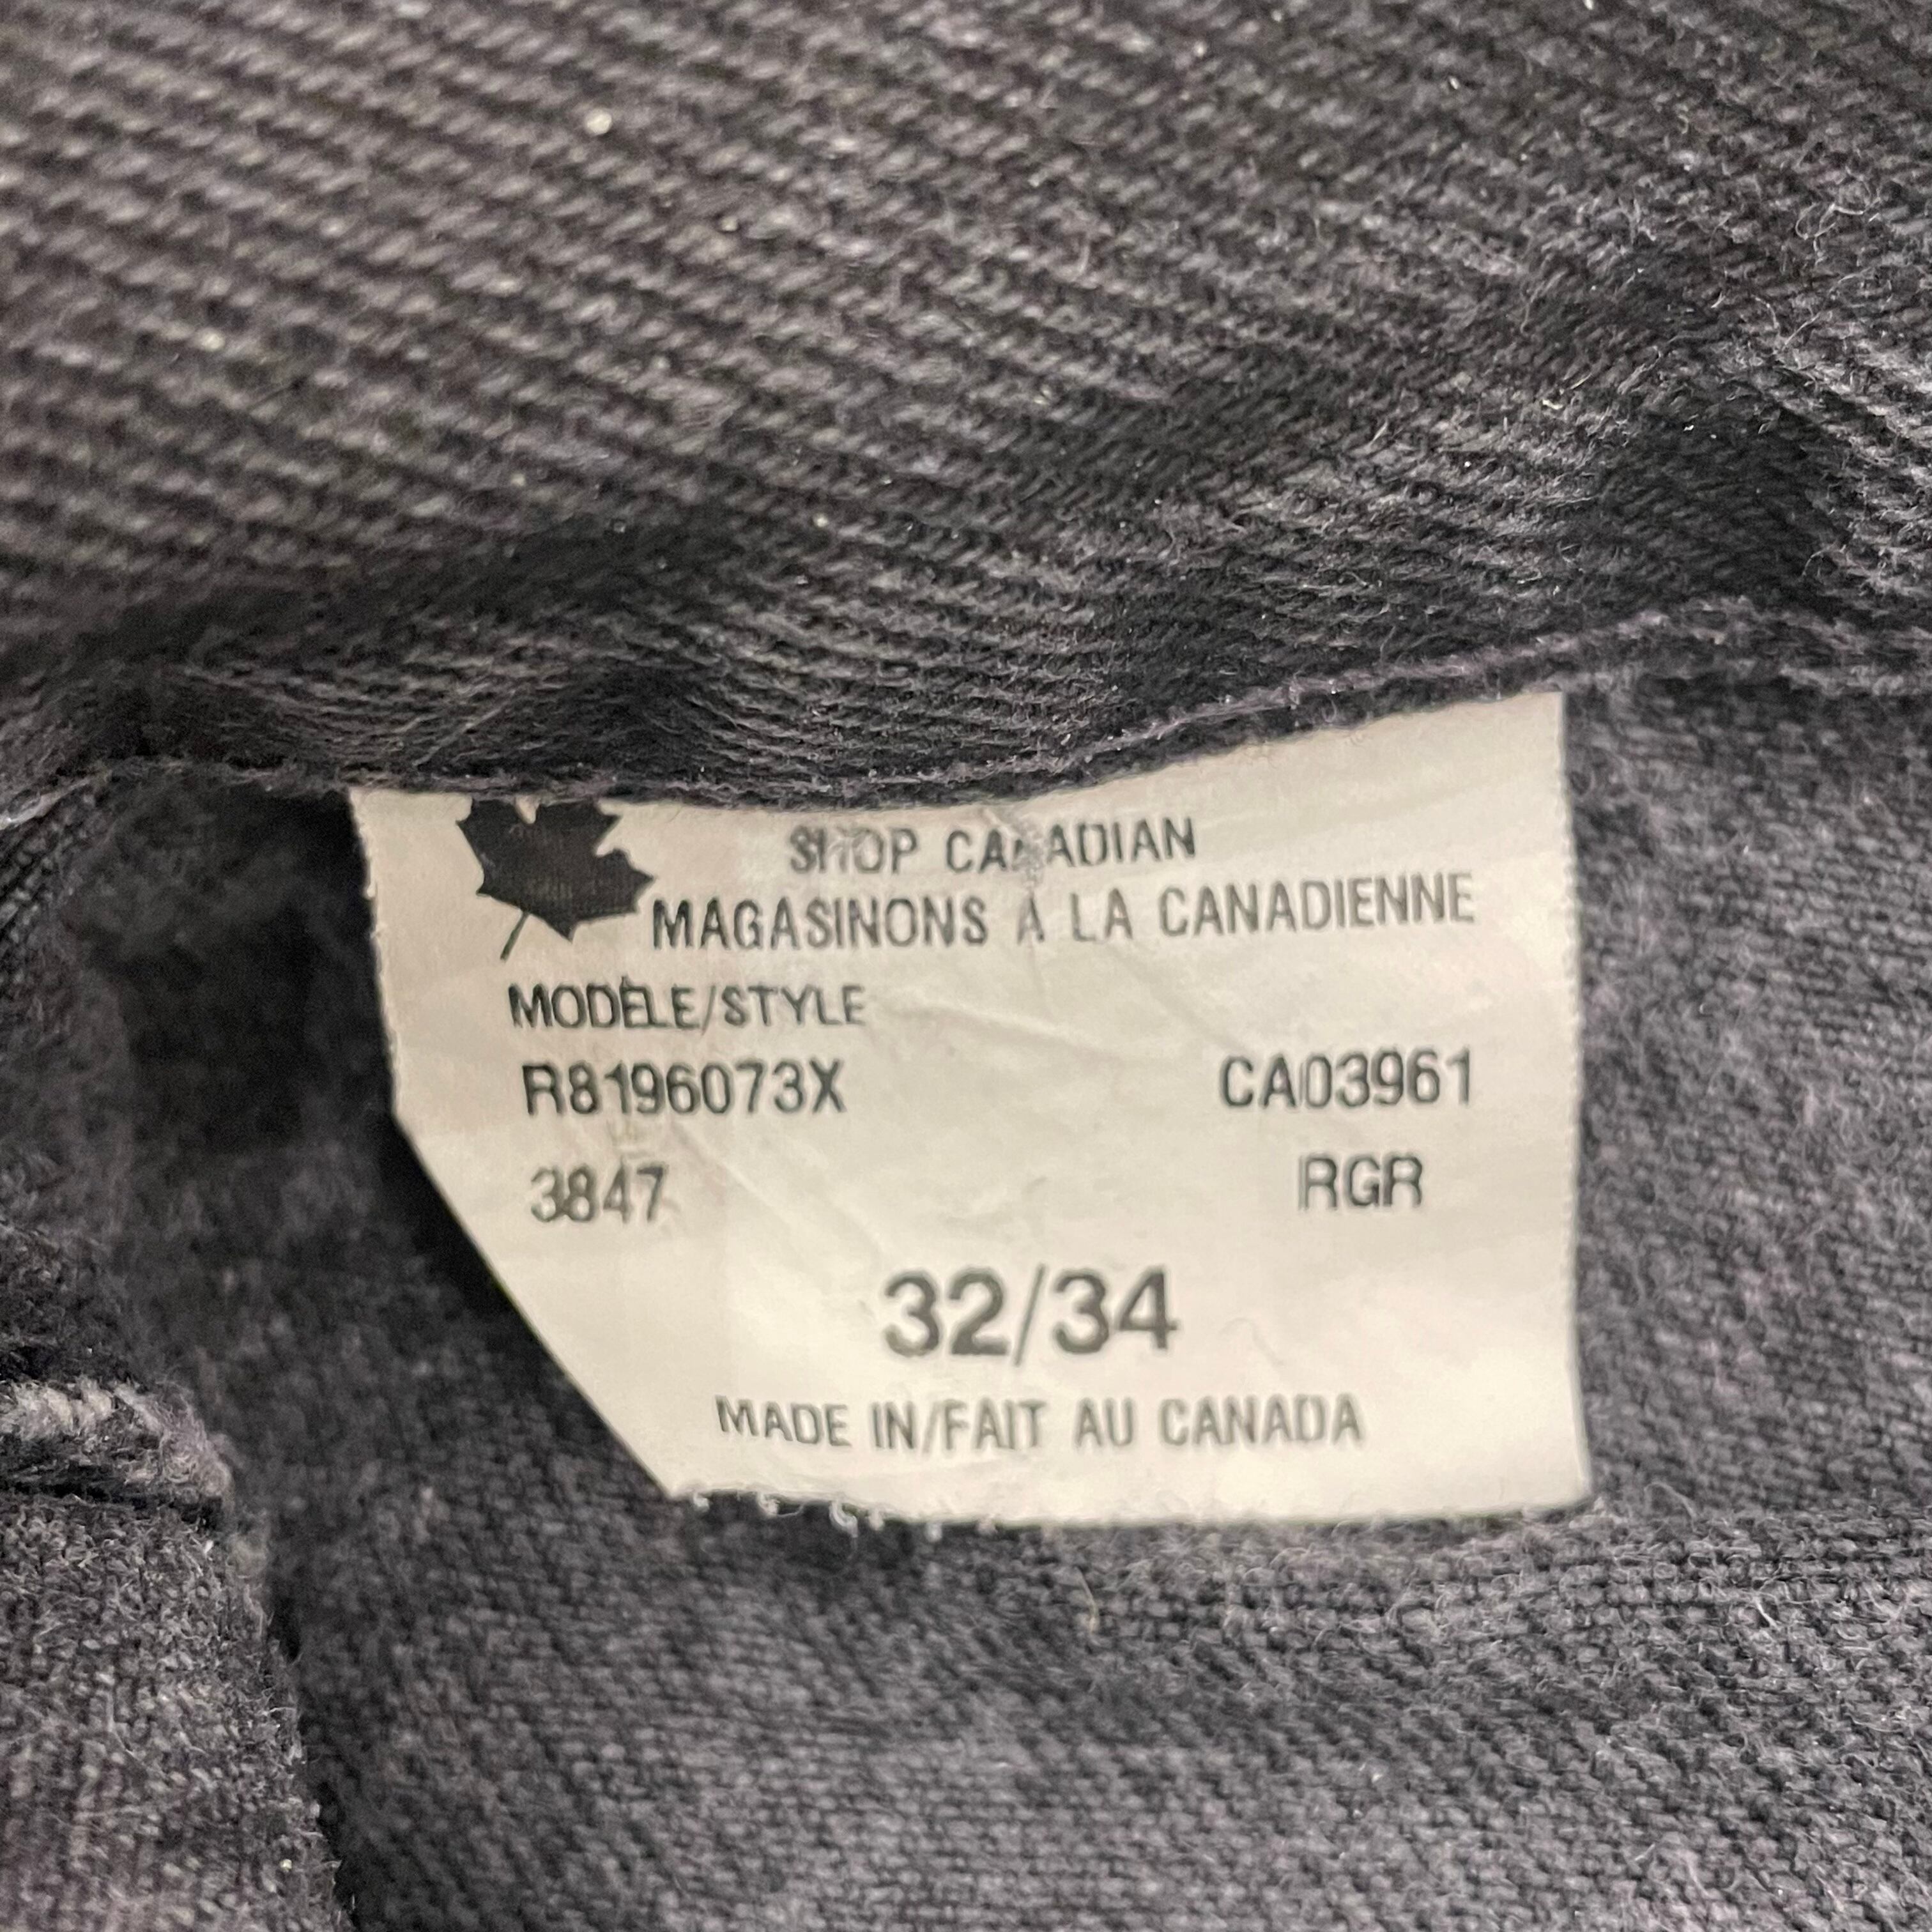 SHOP CANADIAN
MAGASINONS À LA CANADIENNE
MODÈLE/STYLE
R8196073X CA03961
3847 RGR
32/34
MADE IN/FAIT AU CANADA